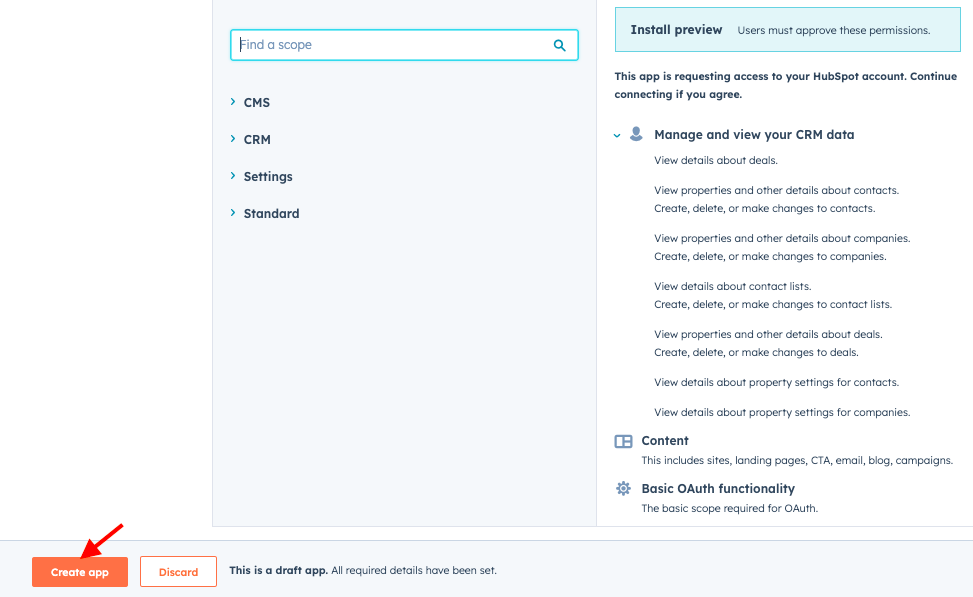 Find a scope
CMS
CRM
Settings
Standard
Install preview Users must approve these permissions.
This app is requesting access to your HubSpot account. Continue
connecting if you agree.
Manage and view your CRM data
View details about deals.
View properties and other details about contacts.
Create, delete, or make changes to contacts.
View properties and other details about companies.
Create, delete, or make changes to companies.
View details about contact lists.
Create, delete, or make changes to contact lists.
View properties and other details about deals.
Create, delete, or make changes to deals.
View details about property settings for contacts.
View details about property settings for companies.
Content
This includes sites, landing pages, CTA, email, blog, campaigns.
Basic OAuth functionality
The basic scope required for OAuth.
Create app Discard This is a draft app. All required details have been set.